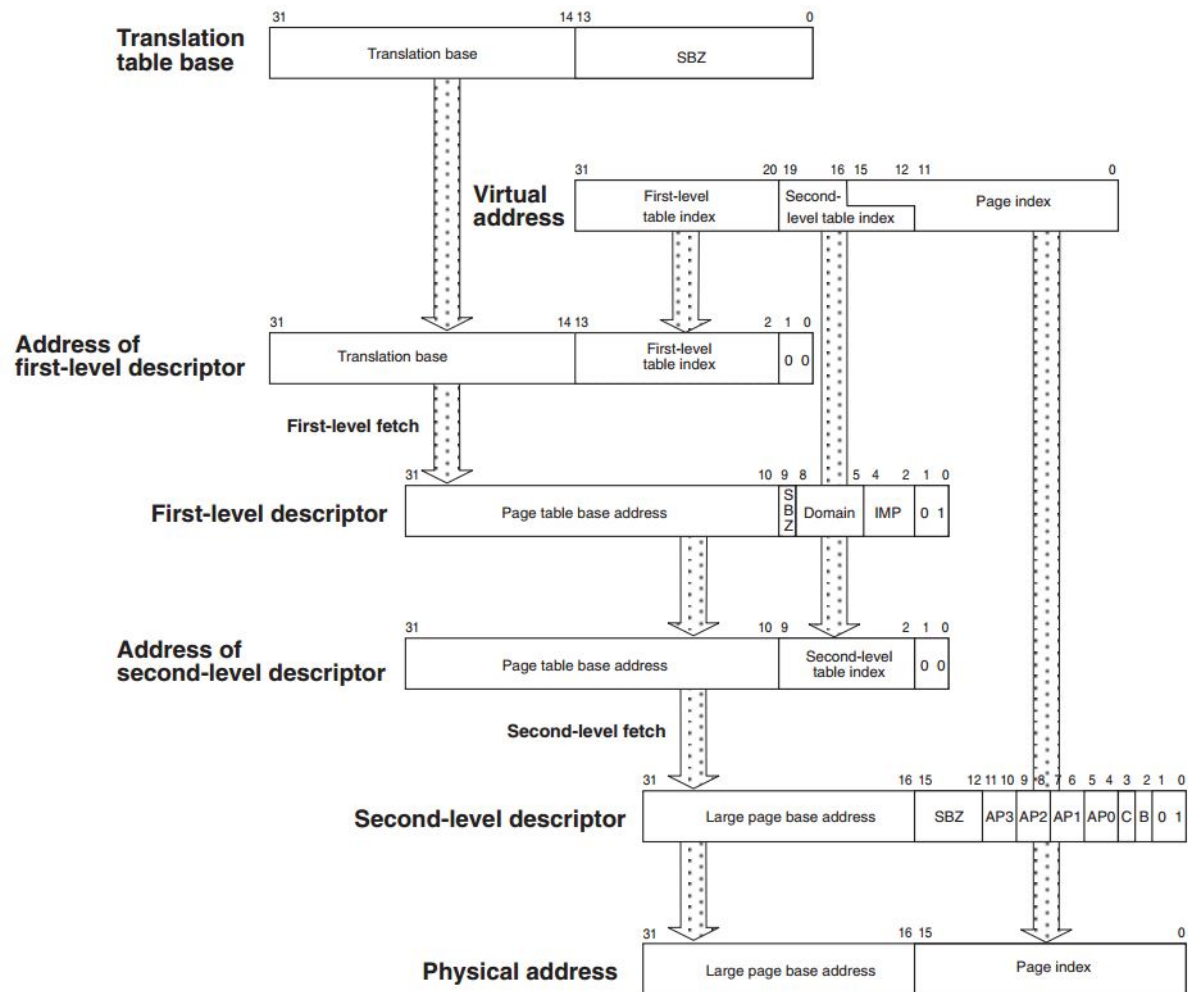 31 14 13 0
Translation
table base
Translation base SBZ
31 20 19 16 15 12 11 0
Virtual
address
First-level
table index
Second-
level table index
Page index
31 14 13 2 1 0
Address of
first-level descriptor
Translation base
First-level
table index
0 0
First-level fetch
31 10 9 8 5 4 2 1 0
First-level descriptor
Page table base address
S
B
Z
Domain IMP 0 1
31 10 9 2 1 0
Address of
second-level descriptor
Page table base address
Second-level
table index
0 0
Second-level fetch
31 16 15 12 11 10 9 8 7 6 5 4 3 2 1 0
Second-level descriptor
Large page base address SBZ AP3 AP2 AP1 AP0 C B 0 1
31 16 15 0
Physical address
Large page base address Page index